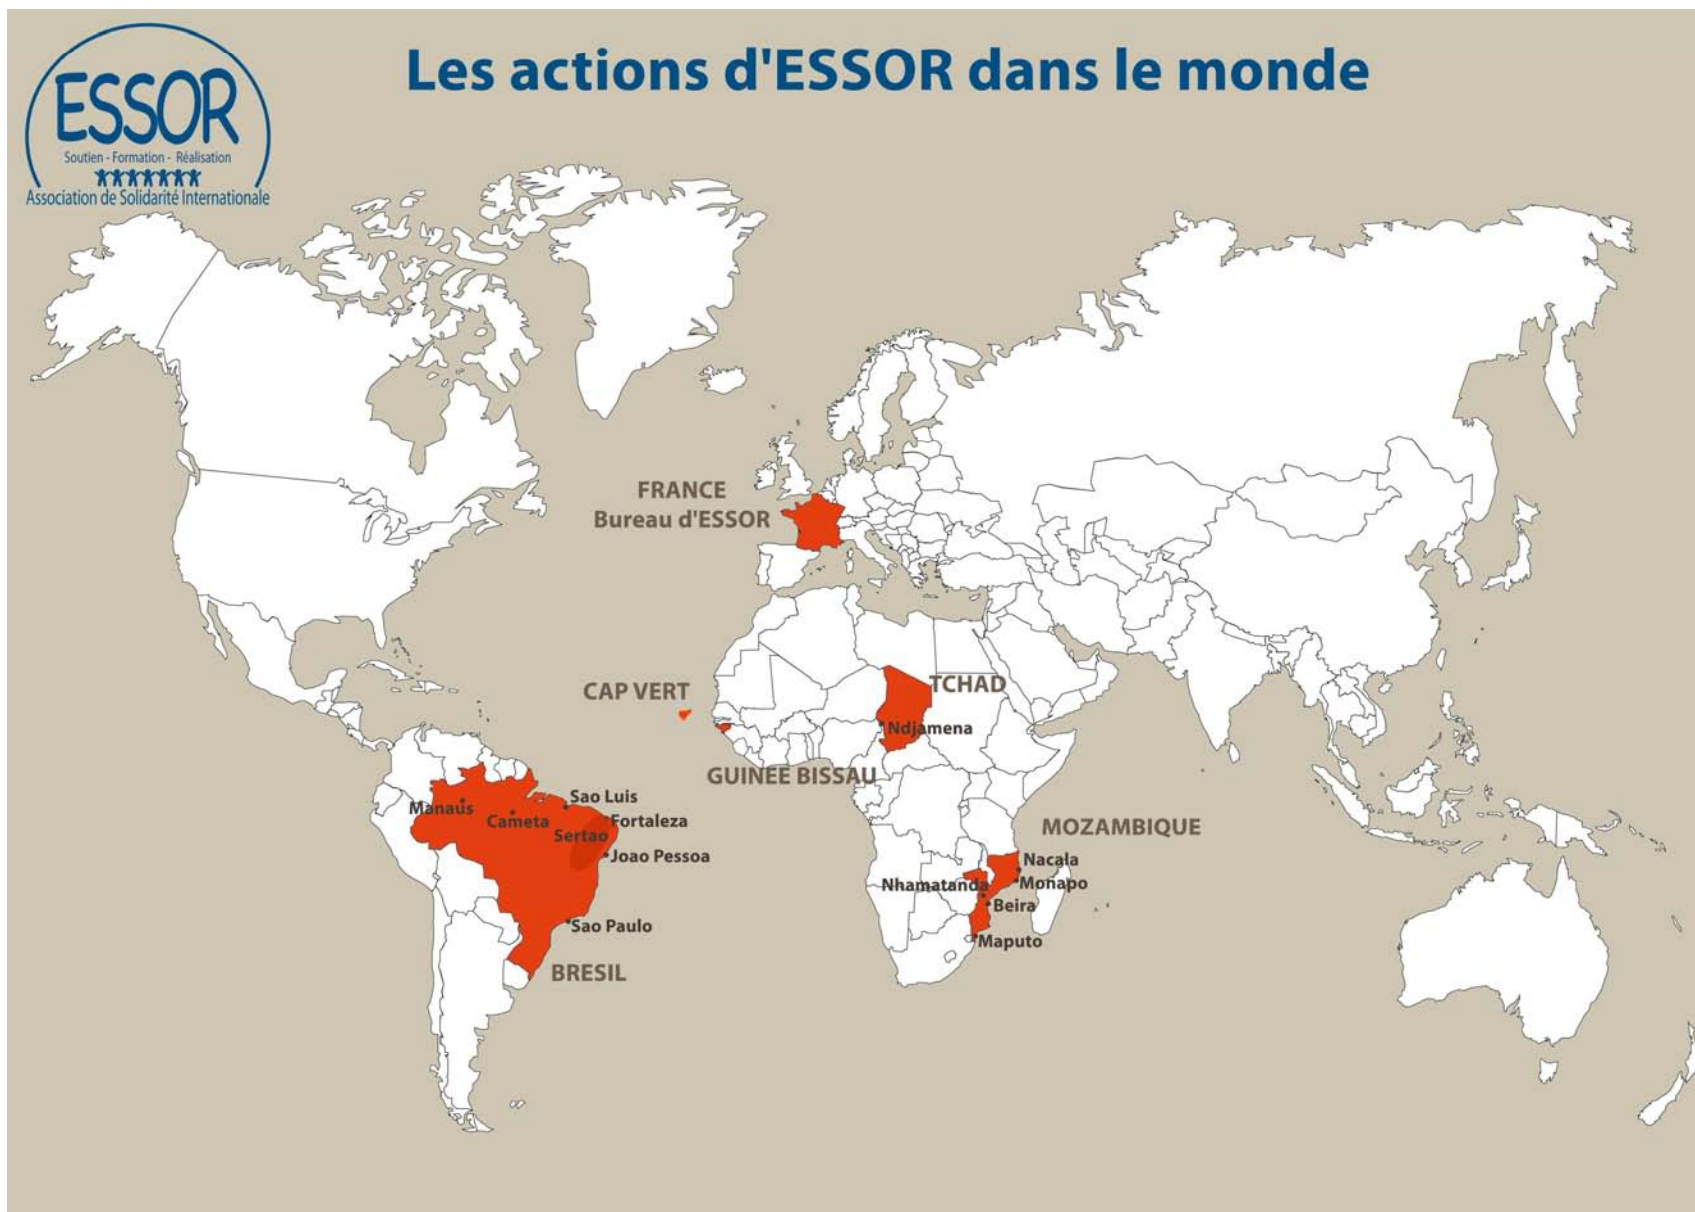 Les actions d'ESSOR dans le monde
ESSOR
Soutien - Formation - Réalisation
Association de Solidarité Internationale
FRANCE
Bureau d'ESSOR
CAP VERT
TCHAD
Ndjamena
GUINEE BISSAU
Manaus
Cameta
Sao Luis
Fortaleza
Sertao
Joao Pessoa
Sao Paulo
BRESIL
MOZAMBIQUE
Nacala
Monapo
Nhamatanda
Beira
Maputo